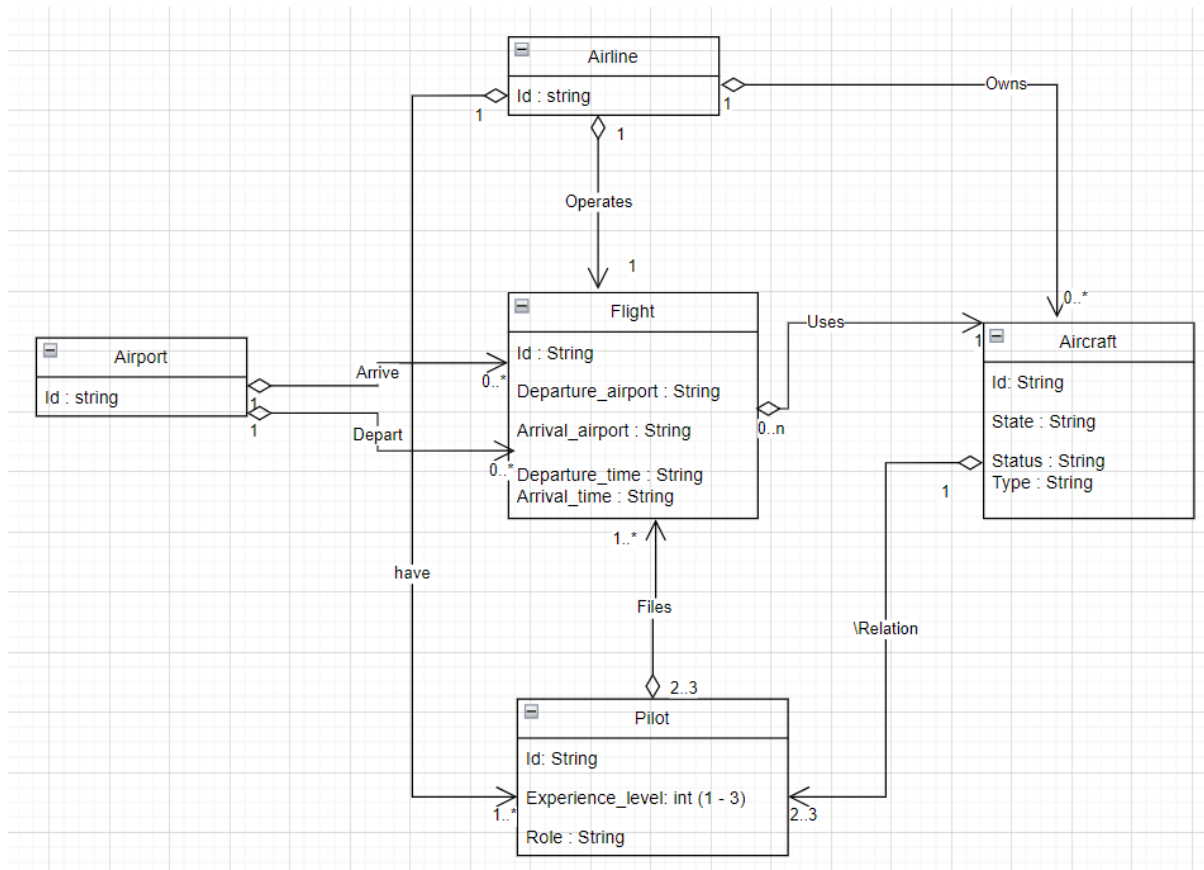 Airline
Id : string
1
1
1
Owns
Operates
1
0..*
Flight
Id : String
Departure_airport : String
Arrival_airport : String
Departure_time : String
Arrival_time : String
Uses
1
0..n
Aircraft
Id: String
State : String
Status : String
Type : String
1
Airport
Id : string
1
1
Arrive
0..*
Depart
0..*
1..*
have
Files
\Relation
2..3
Pilot
Id: String
Experience_level: int (1 - 3)
Role : String
1..*
2..3